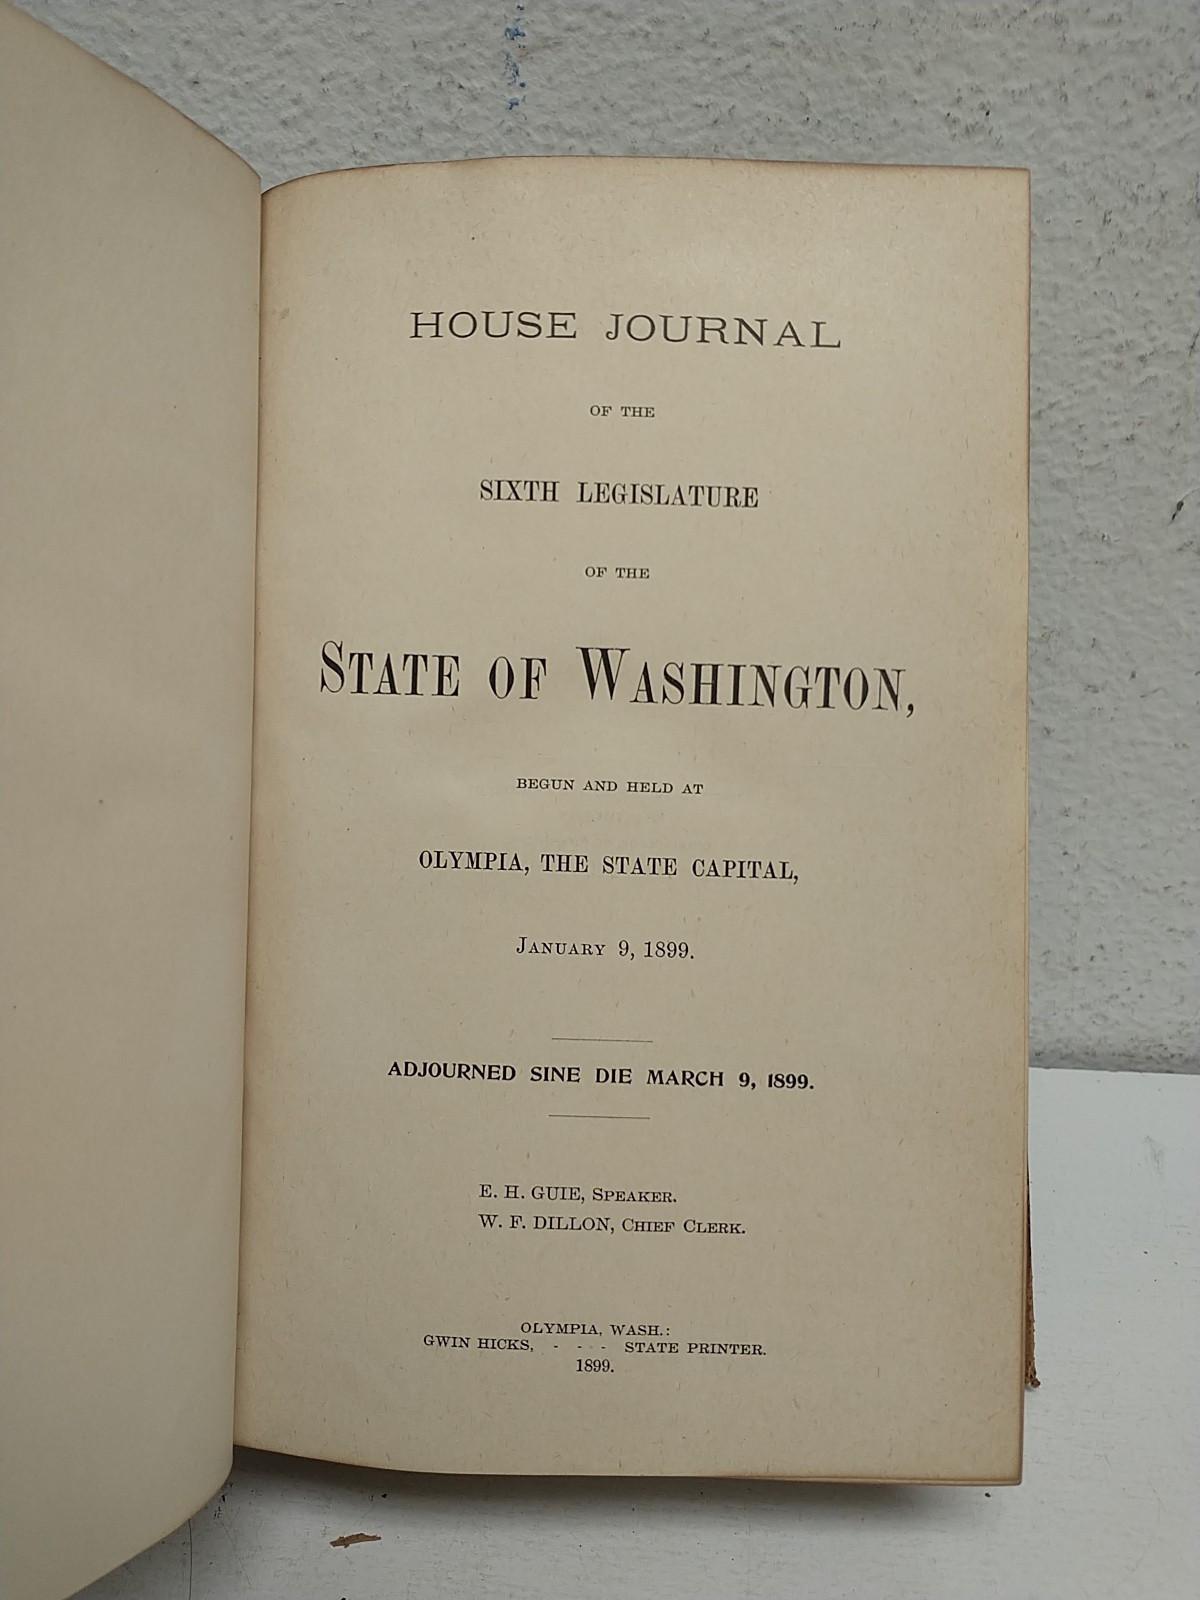 HOUSE JOURNAL
OF THE
SIXTH LEGISLATURE
OF THE
STATE OF WASHINGTON,
BEGUN AND HELD AT
OLYMPIA, THE STATE CAPITAL,
JANUARY 9, 1899.
ADJOURNED SINE DIE MARCH 9, 1899.
E. H. GUIE, SPEAKER.
W. F. DILLON, CHIEF CLERK.
OLYMPIA, WASH.:
GWIN HICKS, - - - STATE PRINTER.
1899.